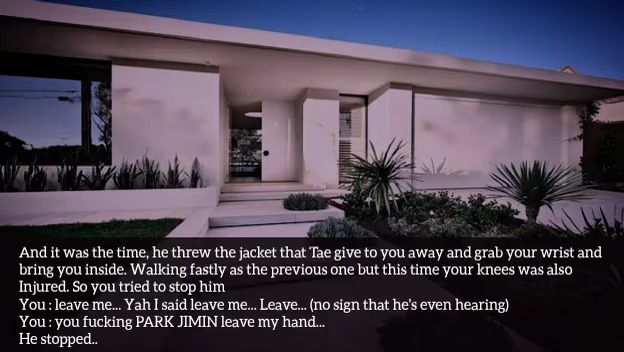 And it was the time, he threw the jacket that Tae give to you away and grab your wrist and
bring you inside. Walking fastly as the previous one but this time your knees was also
Injured. So you tried to stop him
You : leave me... Yah I said leave me... Leave... (no sign that he's even hearing)
You : you fucking PARK JIMIN leave my hand...
He stopped..